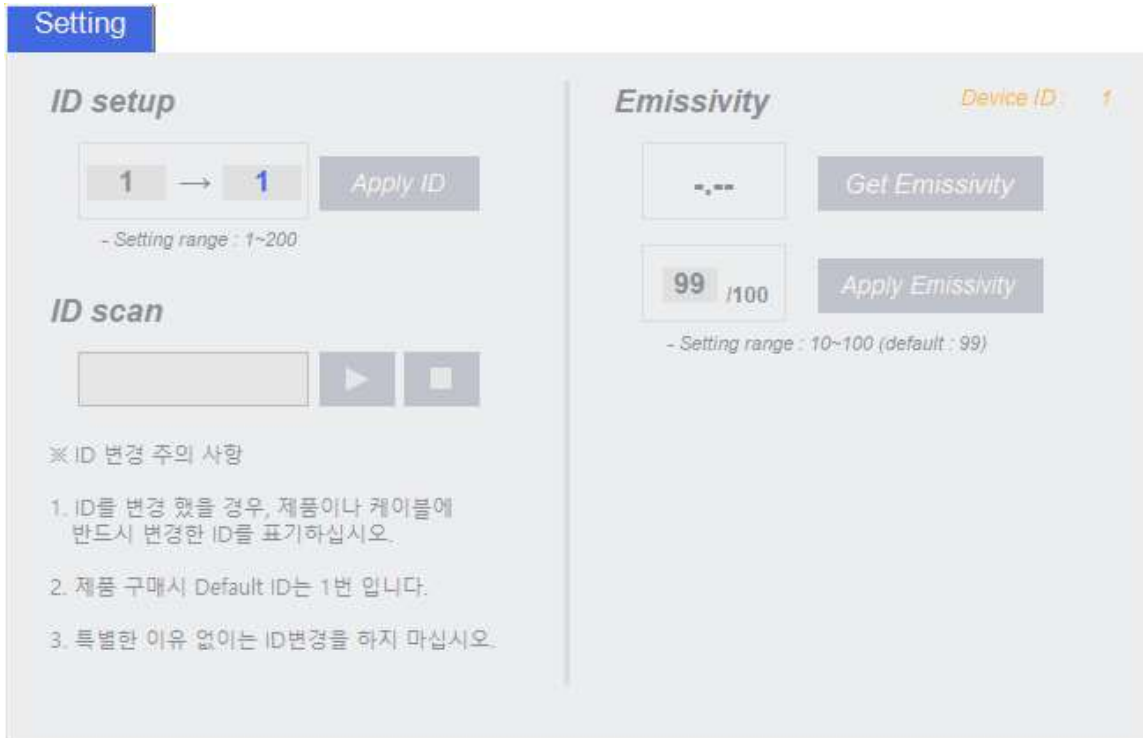 Setting
ID setup
1 → 1 Apply ID
- Setting range : 1~200
ID scan
※ ID 변경 주의 사항
1. ID를 변경 했을 경우, 제품이나 케이블에
반드시 변경한 ID를 표기하십시오.
2. 제품 구매시 Default ID는 1번 입니다.
3. 특별한 이유 없이는 ID변경을 하지 마십시오.
Emissivity Device ID : 1
-.-- Get Emissivity
99 /100 Apply Emissivity
- Setting range : 10~100 (default : 99)